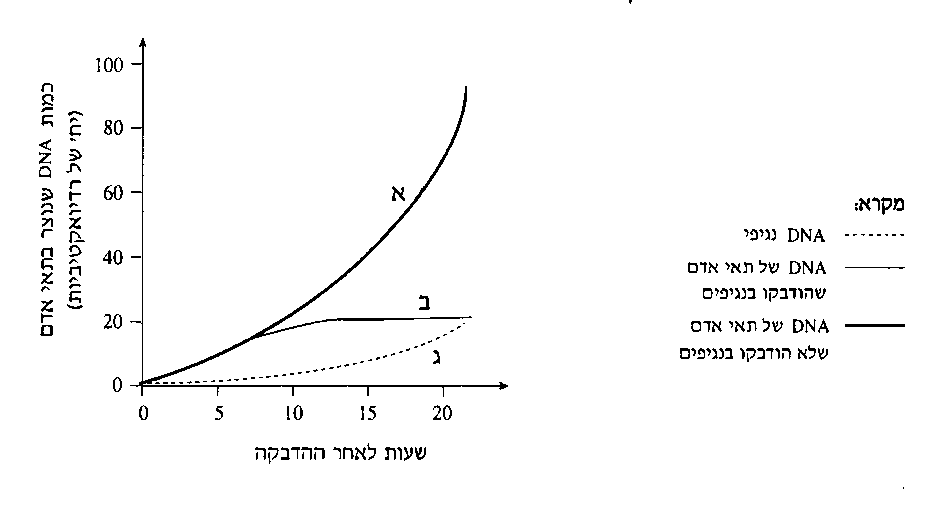 כמות DNA שנוצר בתאי אדם
(יח' של רדיואקטיביות)
100
80
60
40
20
0
א
ב
ג
0 5 10 15 20
שעות לאחר ההדבקה
מקרא:
DNA נגיפי
DNA של תאי אדם
שהודבקו בנגיפים
DNA של תאי אדם
שלא הודבקו בנגיפים